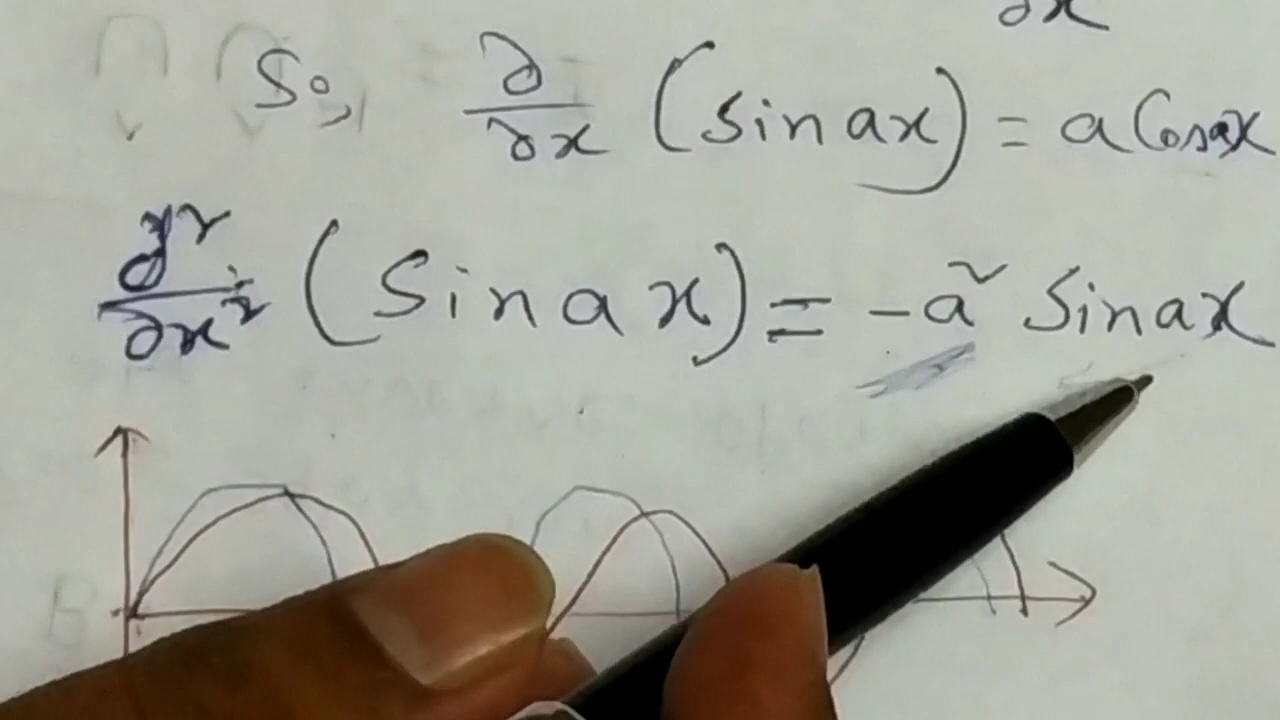 ∂x
So, ∂/∂x (Sin ax) = a Cos ax
∂²/∂x² (Sin ax) = -a² Sin ax